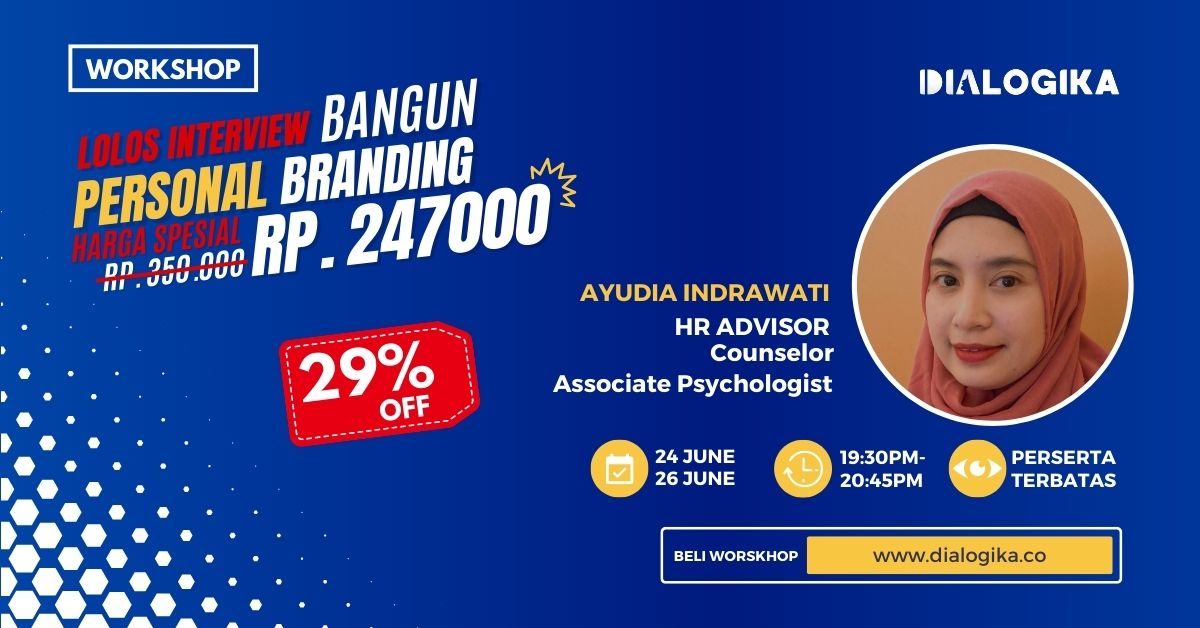 WORKSHOP
DIALOGIKA
LOLOS INTERVIEW BANGUN
PERSONAL BRANDING
HARGA SPESIAL
RP.350.000 RP. 247000
29%
OFF
AYUDIA INDRAWATI
HR ADVISOR
Counselor
Associate Psychologist
24 JUNE
26 JUNE
19:30PM-
20:45PM
PERSERTA
TERBATAS
BELI WORSKHOP www.dialogika.co